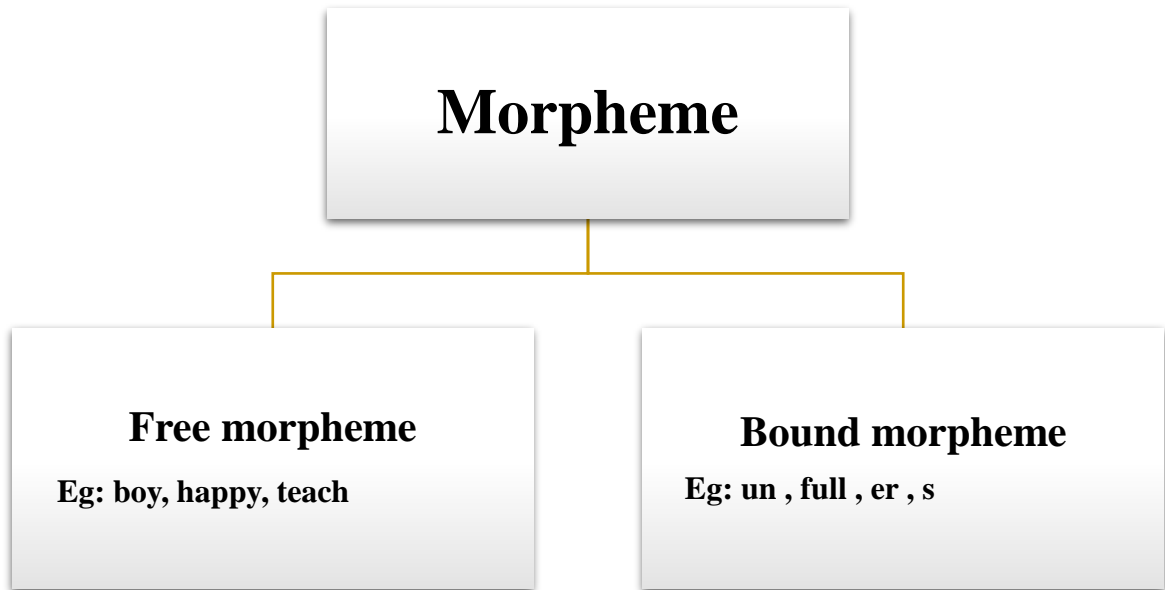 Morpheme
Free morpheme
Eg: boy, happy, teach
Bound morpheme
Eg: un , full , er , s